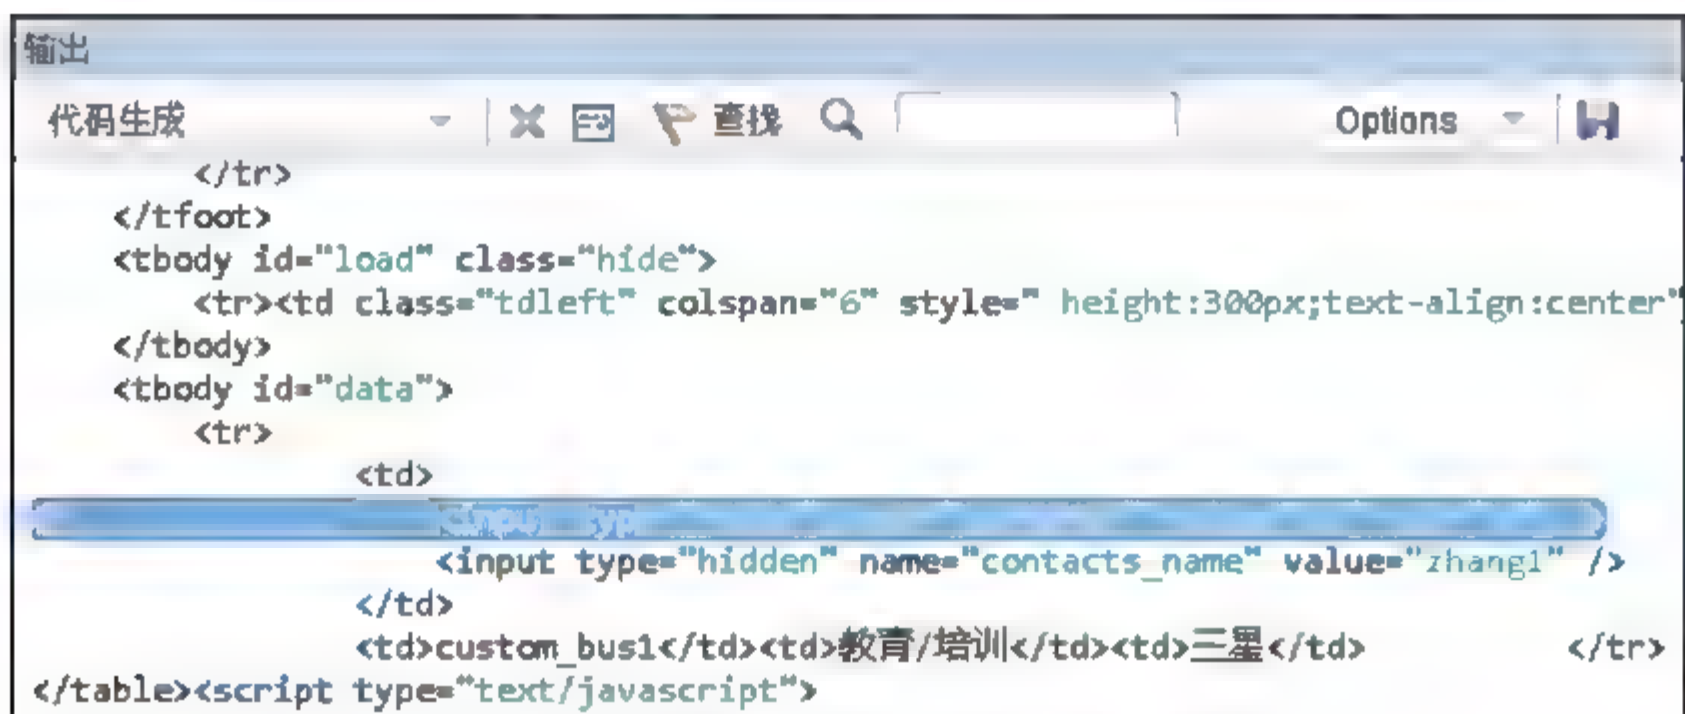 输出
代码生成 查找 Options
</tr>
</tfoot>
<tbody id="load" class="hide">
<tr><td class="tdleft" colspan="6" style=" height:300px;text-align:center"
</tbody>
<tbody id="data">
<tr>
<td>
<input typ
<input type="hidden" name="contacts_name" value="zhang1" />
</td>
<td>custom_bus1</td><td>教育/培训</td><td>三星</td> </tr>
</table><script type="text/javascript">